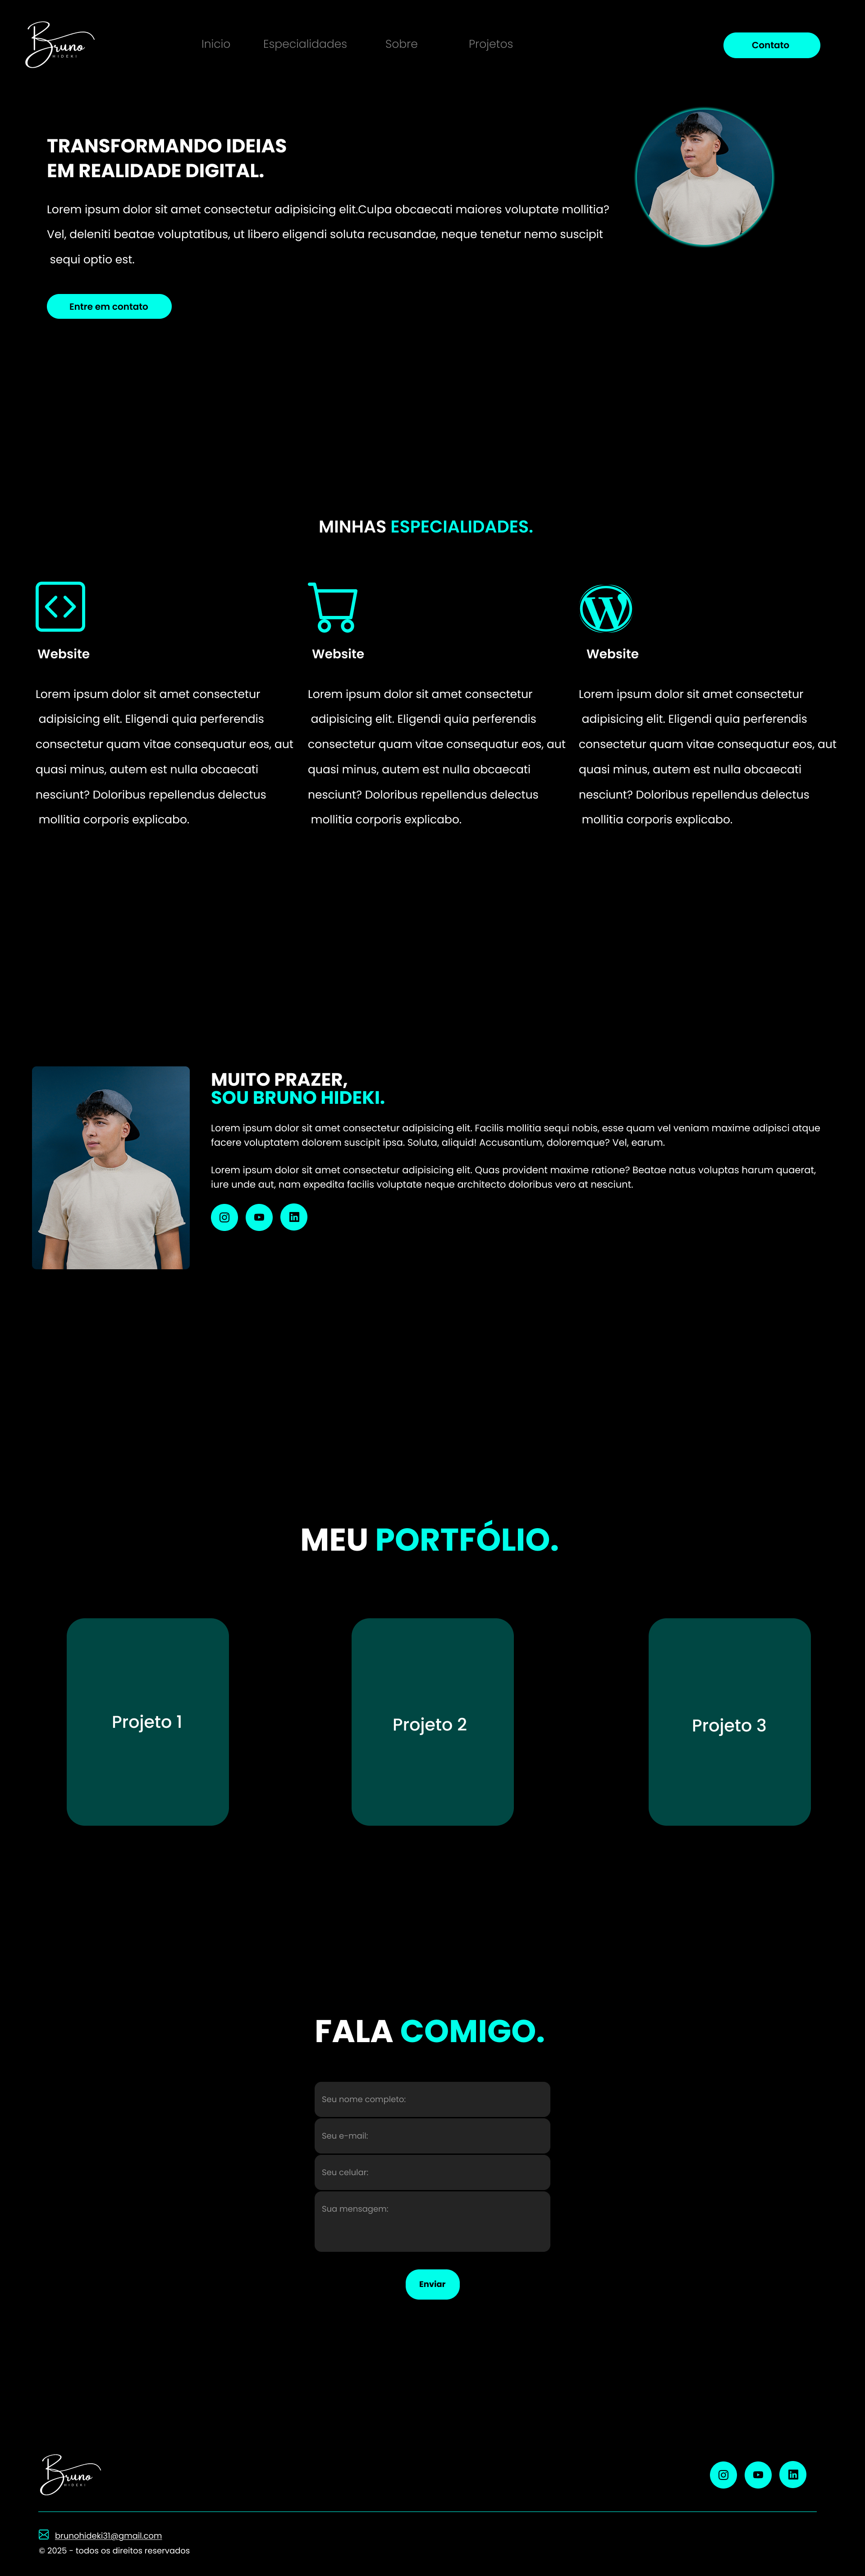 Bruno
HIDEKI
Inicio Especialidades Sobre Projetos
Contato
TRANSFORMANDO IDEIAS
EM REALIDADE DIGITAL.
Lorem ipsum dolor sit amet consectetur adipisicing elit.Culpa obcaecati maiores voluptate mollitia?
Vel, deleniti beatae voluptatibus, ut libero eligendi soluta recusandae, neque tenetur nemo suscipit
sequi optio est.
Entre em contato
MINHAS ESPECIALIDADES.
Website
Lorem ipsum dolor sit amet consectetur
adipisicing elit. Eligendi quia perferendis
consectetur quam vitae consequatur eos, aut
quasi minus, autem est nulla obcaecati
nesciunt? Doloribus repellendus delectus
mollitia corporis explicabo.
Website
Lorem ipsum dolor sit amet consectetur
adipisicing elit. Eligendi quia perferendis
consectetur quam vitae consequatur eos, aut
quasi minus, autem est nulla obcaecati
nesciunt? Doloribus repellendus delectus
mollitia corporis explicabo.
W
Website
Lorem ipsum dolor sit amet consectetur
adipisicing elit. Eligendi quia perferendis
consectetur quam vitae consequatur eos, aut
quasi minus, autem est nulla obcaecati
nesciunt? Doloribus repellendus delectus
mollitia corporis explicabo.
MUITO PRAZER,
SOU BRUNO HIDEKI.
Lorem ipsum dolor sit amet consectetur adipisicing elit. Facilis mollitia sequi nobis, esse quam vel veniam maxime adipisci atque
facere voluptatem dolorem suscipit ipsa. Soluta, aliquid! Accusantium, doloremque? Vel, earum.
Lorem ipsum dolor sit amet consectetur adipisicing elit. Quas provident maxime ratione? Beatae natus voluptas harum quaerat,
iure unde aut, nam expedita facilis voluptate neque architecto doloribus vero at nesciunt.
in
MEU PORTFÓLIO.
Projeto 1
Projeto 2
Projeto 3
FALA COMIGO.
Seu nome completo:
Seu e-mail:
Seu celular:
Sua mensagem:
Enviar
Bruno
HIDEKI
in
brunohideki31@gmail.com
© 2025 - todos os direitos reservados